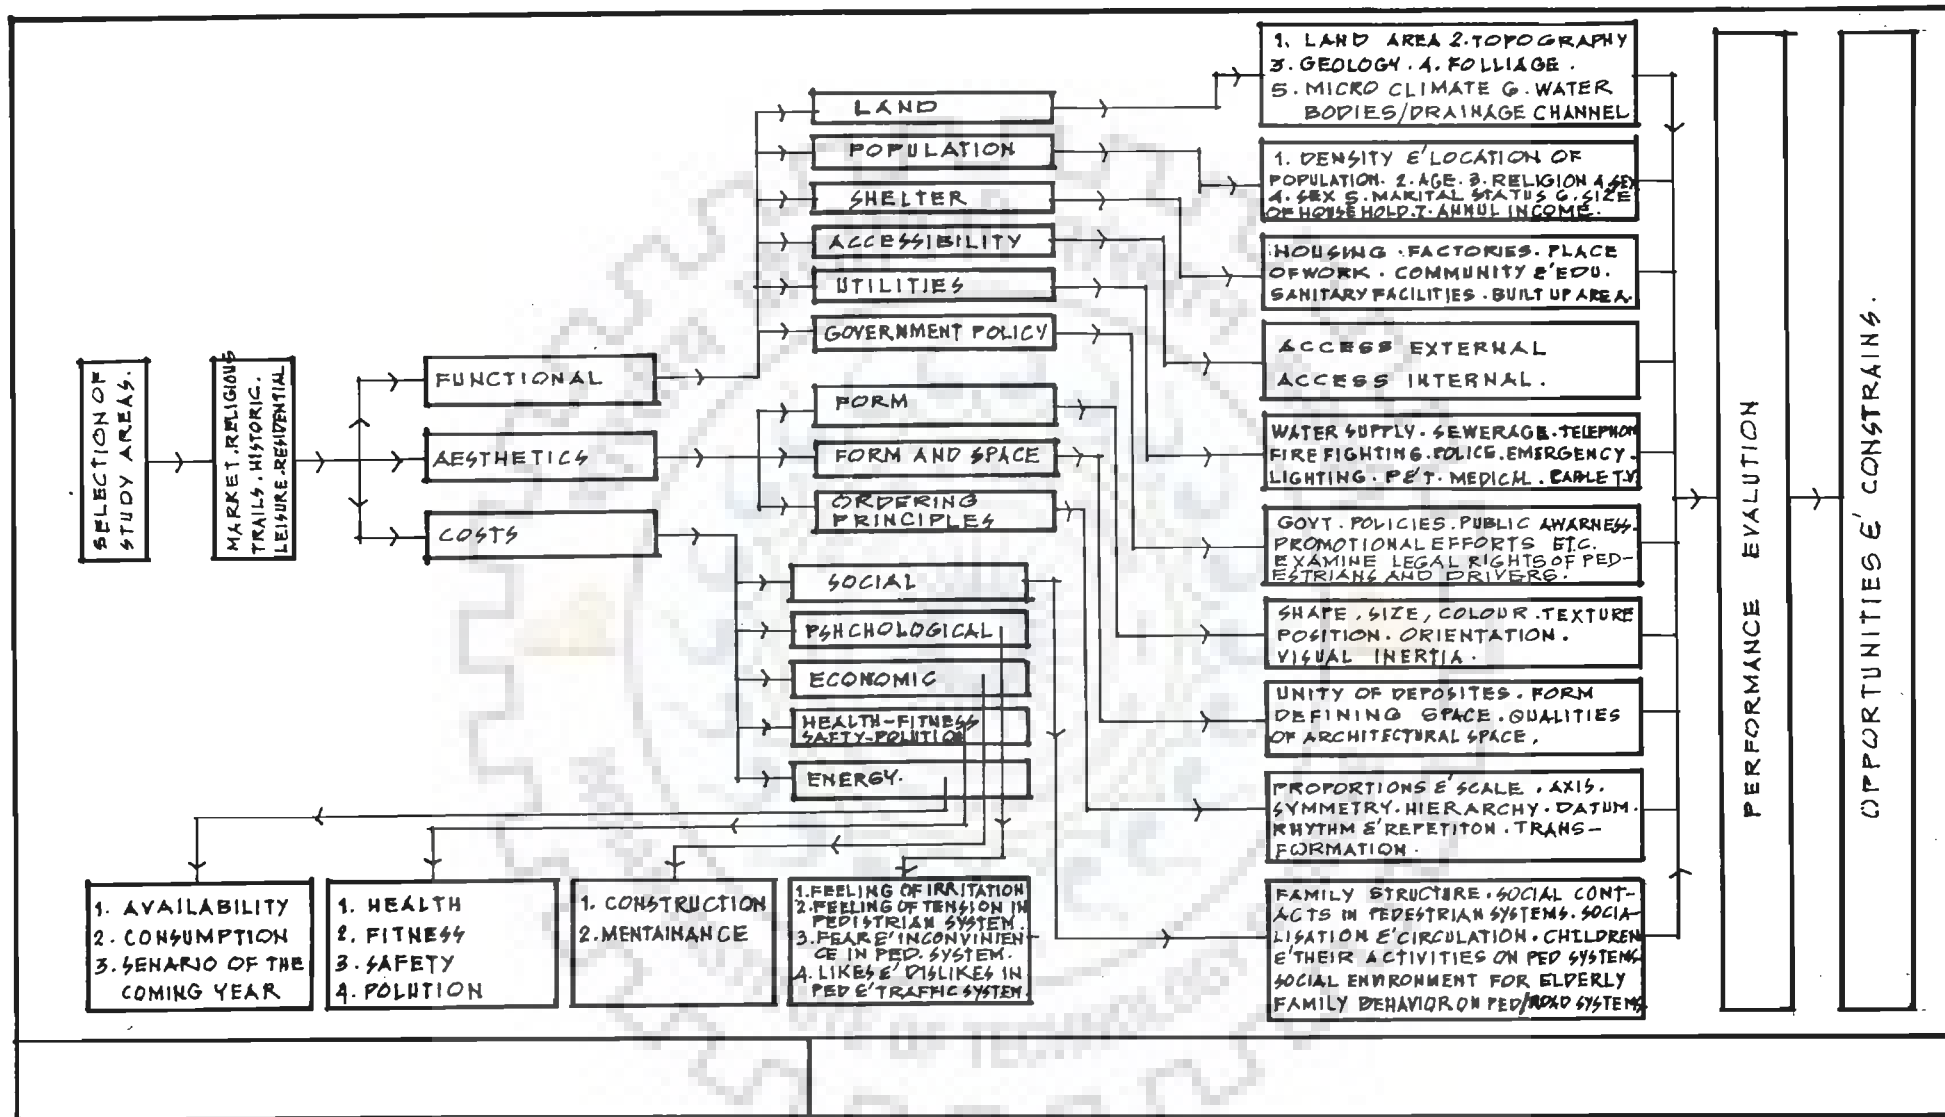 SELECTION OF
STUDY AREAS.
MARKET.RELIGIOUS
TRAILS.HISTORIC.
LEISURE.RESIDENTIAL
FUNCTIONAL
AESTHETICS
COSTS
LAND
POPULATION
SHELTER
ACCESSIBILITY
UTILITIES
GOVERNMENT POLICY
FORM
FORM AND SPACE
ORDERING
PRINCIPLES
SOCIAL
PSHCHOLOGICAL
ECONOMIC
HEALTH-FITNESS
SAFTY-POLUTION
ENERGY.
1. AVAILABILITY
2. CONSUMPTION
3. SENARIO OF THE
COMING YEAR
1. HEALTH
2. FITNESS
3. SAFETY
4. POLUTION
1. CONSTRUCTION
2. MENTAINANCE
1. FEELING OF IRRITATION
2. FEELING OF TENSION IN
PEDISTRIAN SYSTEM.
3. FEAR & INCONVINIEN-
CE IN PED. SYSTEM.
4. LIKES & DISLIKES IN
PED & TRAFFIC SYSTEM.
1. LAND AREA 2. TOPOGRAPHY
3. GEOLOGY. 4. FOLLIAGE.
5. MICRO CLIMATE 6. WATER
BODIES/DRAINAGE CHANNEL
1. DENSITY & LOCATION OF
POPULATION. 2. AGE. 3. RELIGION 4. SEX
4. SEX 5. MARITAL STATUS 6. SIZE
OF HOUSEHOLD. 7. ANNUL INCOME.
HOUSING . FACTORIES. PLACE
OF WORK . COMMUNITY & EDU.
SANITARY FACILITIES . BUILT UP AREA.
ACCESS EXTERNAL
ACCESS INTERNAL.
WATER SUPPLY. SEWERAGE. TELEPHON
FIRE FIGHTING. POLICE. EMERGENCY.
LIGHTING. P&T. MEDICAL. CABLE T.V
GOVT. POLICIES. PUBLIC AWARNESS.
PROMOTIONAL EFFORTS ETC.
EXAMINE LEGAL RIGHTS OF PED-
ESTRIANS AND DRIVERS.
SHAPE . SIZE, COLOUR . TEXTURE
POSITION. ORIENTATION.
VISUAL INERTIA.
UNITY OF DEPOSITES . FORM
DEFINING SPACE . QUALITIES
OF ARCHITECTURAL SPACE.
PROPORTIONS & SCALE . AXIS.
SYMMETRY. HIERARCHY. DATUM.
RHYTHM & REPETITON. TRANS-
FORMATION.
FAMILY STRUCTURE. SOCIAL CONT-
ACTS IN PEDESTRIAN SYSTEMS. SOCIA-
LISATION & CIRCULATION. CHILDREN
& THEIR ACTIVITIES ON PED SYSTEMS
SOCIAL ENVIRONMENT FOR ELDERLY
FAMILY BEHAVIOR ON PED/ROAD SYSTEMS
PERFORMANCE EVALUTION
OPPORTUNITIES & CONSTRAINS.